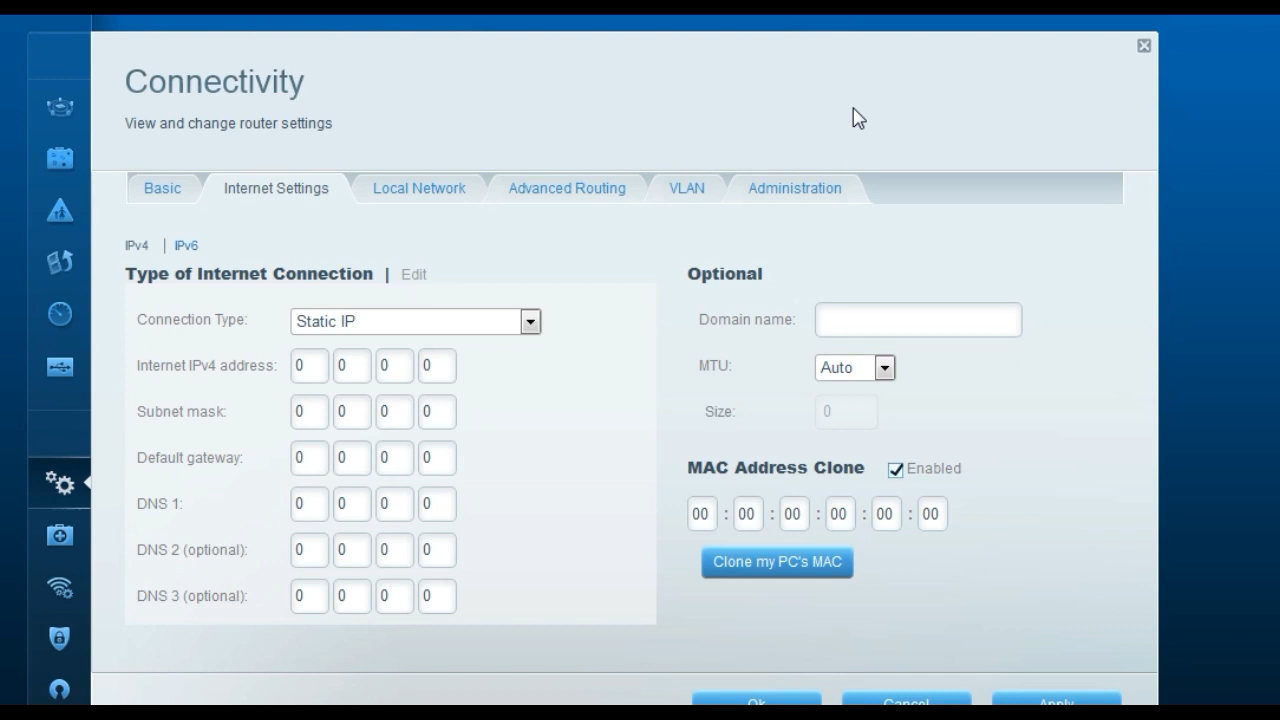 Connectivity
View and change router settings
Basic Internet Settings Local Network Advanced Routing VLAN Administration
IPv4 | IPv6
Type of Internet Connection | Edit
Connection Type: Static IP
Internet IPv4 address: 0 0 0 0
Subnet mask: 0 0 0 0
Default gateway: 0 0 0 0
DNS 1: 0 0 0 0
DNS 2 (optional): 0 0 0 0
DNS 3 (optional): 0 0 0 0
Optional
Domain name:
MTU: Auto
Size: 0
MAC Address Clone Enabled
00 : 00 : 00 : 00 : 00 : 00
Clone my PC's MAC
Ok Cancel Apply